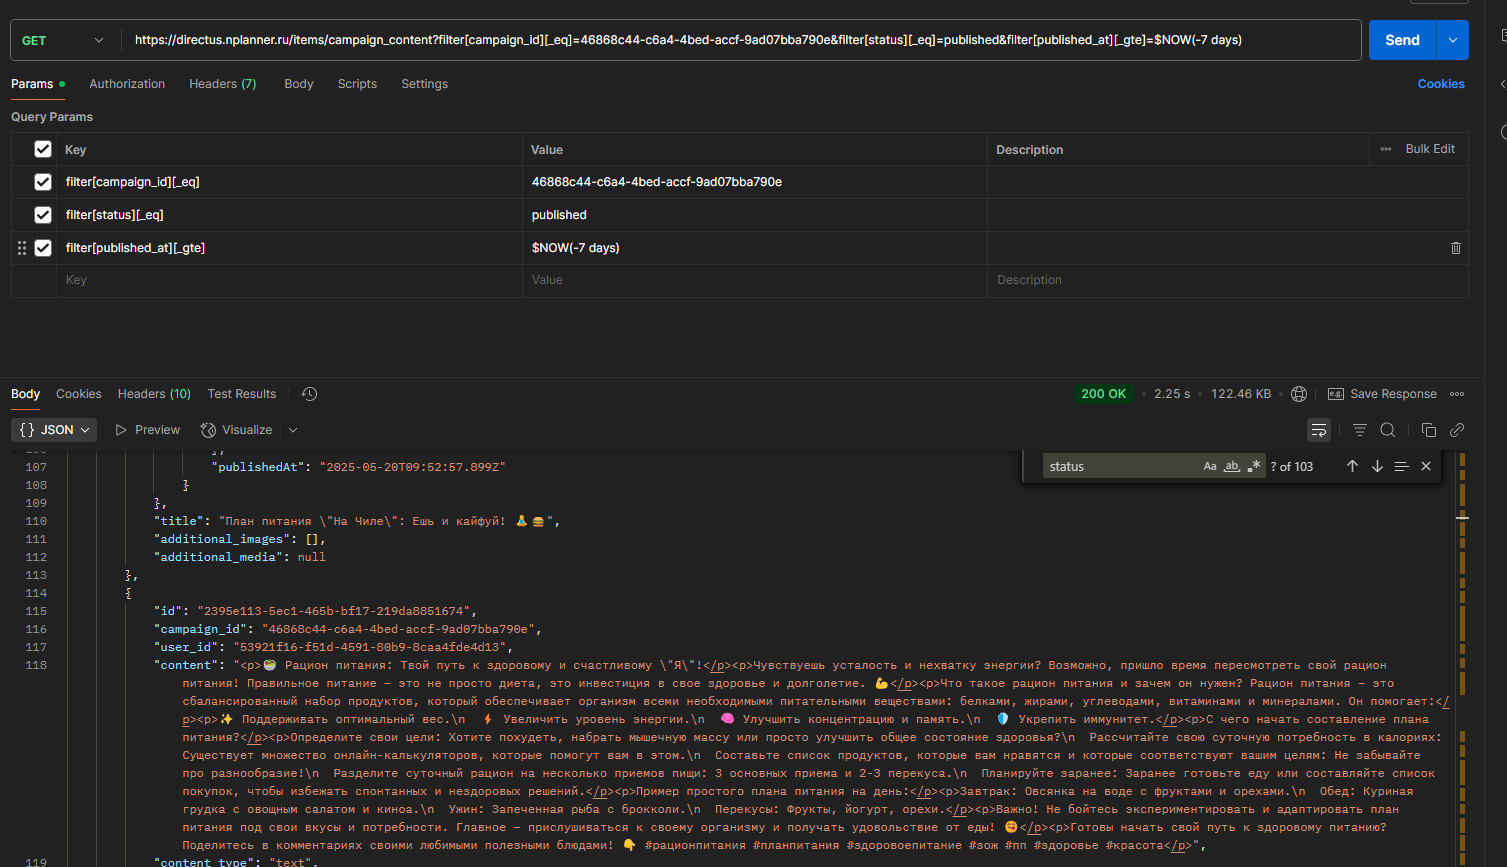 GET https://directus.nplanner.ru/items/campaign_content?filter[campaign_id][_eq]=46868c44-c6a4-4bed-accf-9ad07bba790e&filter[status][_eq]=published&filter[published_at][_gte]=$NOW(-7 days) Send
Params Authorization Headers (7) Body Scripts Settings Cookies
Query Params
Key Value Description Bulk Edit
filter[campaign_id][_eq] 46868c44-c6a4-4bed-accf-9ad07bba790e
filter[status][_eq] published
filter[published_at][_gte] $NOW(-7 days)
Key Value Description
Body Cookies Headers (10) Test Results 200 OK 2.25 s 122.46 KB e.g. Save Response
{} JSON Preview Visualize
status Aa ab .* ? of 103
107 "publishedAt": "2025-05-20T09:52:57.899Z"
108 }
109 },
110 "title": "План питания \"На Чиле\": Ешь и кайфуй! 🧘🍔",
111 "additional_images": [],
112 "additional_media": null
113 },
114 {
115 "id": "2395e113-5ec1-465b-bf17-219da8851674",
116 "campaign_id": "46868c44-c6a4-4bed-accf-9ad07bba790e",
117 "user_id": "53921f16-f51d-4591-80b9-8caa4fde4d13",
118 "content": "<p>🥗 Рацион питания: Твой путь к здоровому и счастливому \"Я\"!</p><p>Чувствуешь усталость и нехватку энергии? Возможно, пришло время пересмотреть свой рацион
питания! Правильное питание – это не просто диета, это инвестиция в свое здоровье и долголетие. 💪</p><p>Что такое рацион питания и зачем он нужен? Рацион питания – это
сбалансированный набор продуктов, который обеспечивает организм всеми необходимыми питательными веществами: белками, жирами, углеводами, витаминами и минералами. Он помогает:</
p><p>✨ Поддерживать оптимальный вес.\n ⚡ Увеличить уровень энергии.\n 🧠 Улучшить концентрацию и память.\n 🛡️ Укрепить иммунитет.</p><p>С чего начать составление плана
питания?</p><p>Определите свои цели: Хотите похудеть, набрать мышечную массу или просто улучшить общее состояние здоровья?\n Рассчитайте свою суточную потребность в калориях:
Существует множество онлайн-калькуляторов, которые помогут вам в этом.\n Составьте список продуктов, которые вам нравятся и которые соответствуют вашим целям: Не забывайте
про разнообразие!\n Разделите суточный рацион на несколько приемов пищи: 3 основных приема и 2-3 перекуса.\n Планируйте заранее: Заранее готовьте еду или составляйте список
покупок, чтобы избежать спонтанных и нездоровых решений.</p><p>Пример простого плана питания на день:</p><p>Завтрак: Овсянка на воде с фруктами и орехами.\n Обед: Куриная
грудка с овощным салатом и киноа.\n Ужин: Запеченная рыба с брокколи.\n Перекусы: Фрукты, йогурт, орехи.</p><p>Важно! Не бойтесь экспериментировать и адаптировать план
питания под свои вкусы и потребности. Главное – прислушиваться к своему организму и получать удовольствие от еды! 😋</p><p>Готовы начать свой путь к здоровому питанию?
Поделитесь в комментариях своими любимыми полезными блюдами! 👇 #рационпитания #планпитания #здоровоепитание #зож #пп #здоровье #красота</p>",
119 "content_type": "text",